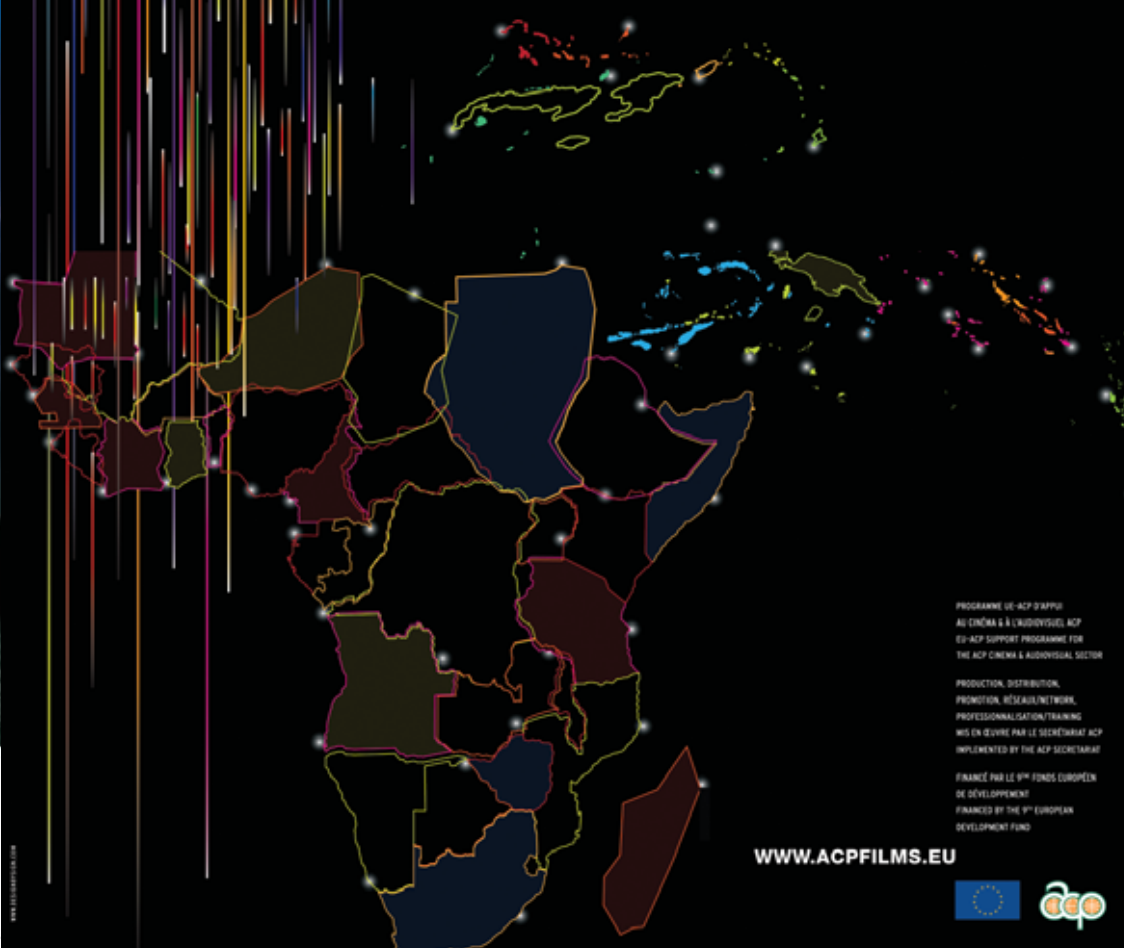 PROGRAMME UE-ACP D'APPUI
AU CINÉMA & À L'AUDIOVISUEL ACP
EU-ACP SUPPORT PROGRAMME FOR
THE ACP CINEMA & AUDIOVISUAL SECTOR
PRODUCTION, DISTRIBUTION,
PROMOTION, RÉSEAUX/NETWORK,
PROFESSIONNALISATION/TRAINING
MIS EN ŒUVRE PAR LE SECRÉTARIAT ACP
IMPLEMENTED BY THE ACP SECRETARIAT
FINANCÉ PAR LE 9ÈME FONDS EUROPÉEN
DE DÉVELOPPEMENT
FINANCED BY THE 9TH EUROPEAN
DEVELOPMENT FUND
WWW.ACPFILMS.EU
acp